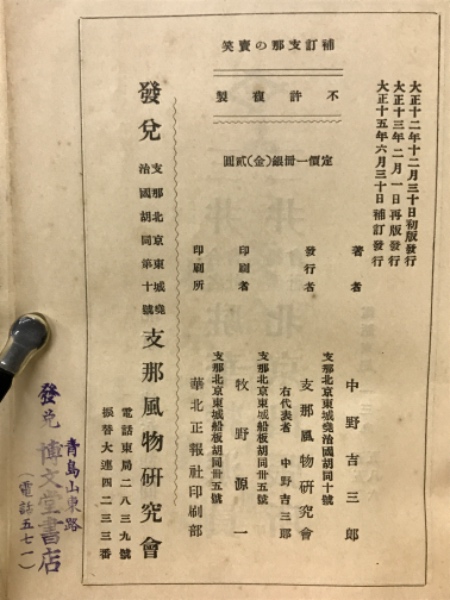 大正十二年十二月三十日初版發行
大正十三年二月一日再版發行
大正十五年六月三十日補訂發行
補訂支那の賣笑
不許複製
定價一冊銀(金)貳圓
著者
中野吉三郎
支那北京東城堯治國胡同十號
發行者
支那風物硏究會
右代表者 中野吉三郎
支那北京東城船板胡同卅五號
印刷者
牧野源一
支那北京東城船板胡同卅五號
印刷所
華北正報社印刷部
發兌
支那北京東城堯
治國胡同第十號
支那風物硏究會
電話東局二八三九號
振替大連四二三三番
青島山東路
發兌 博文堂書店
(電話五七一)